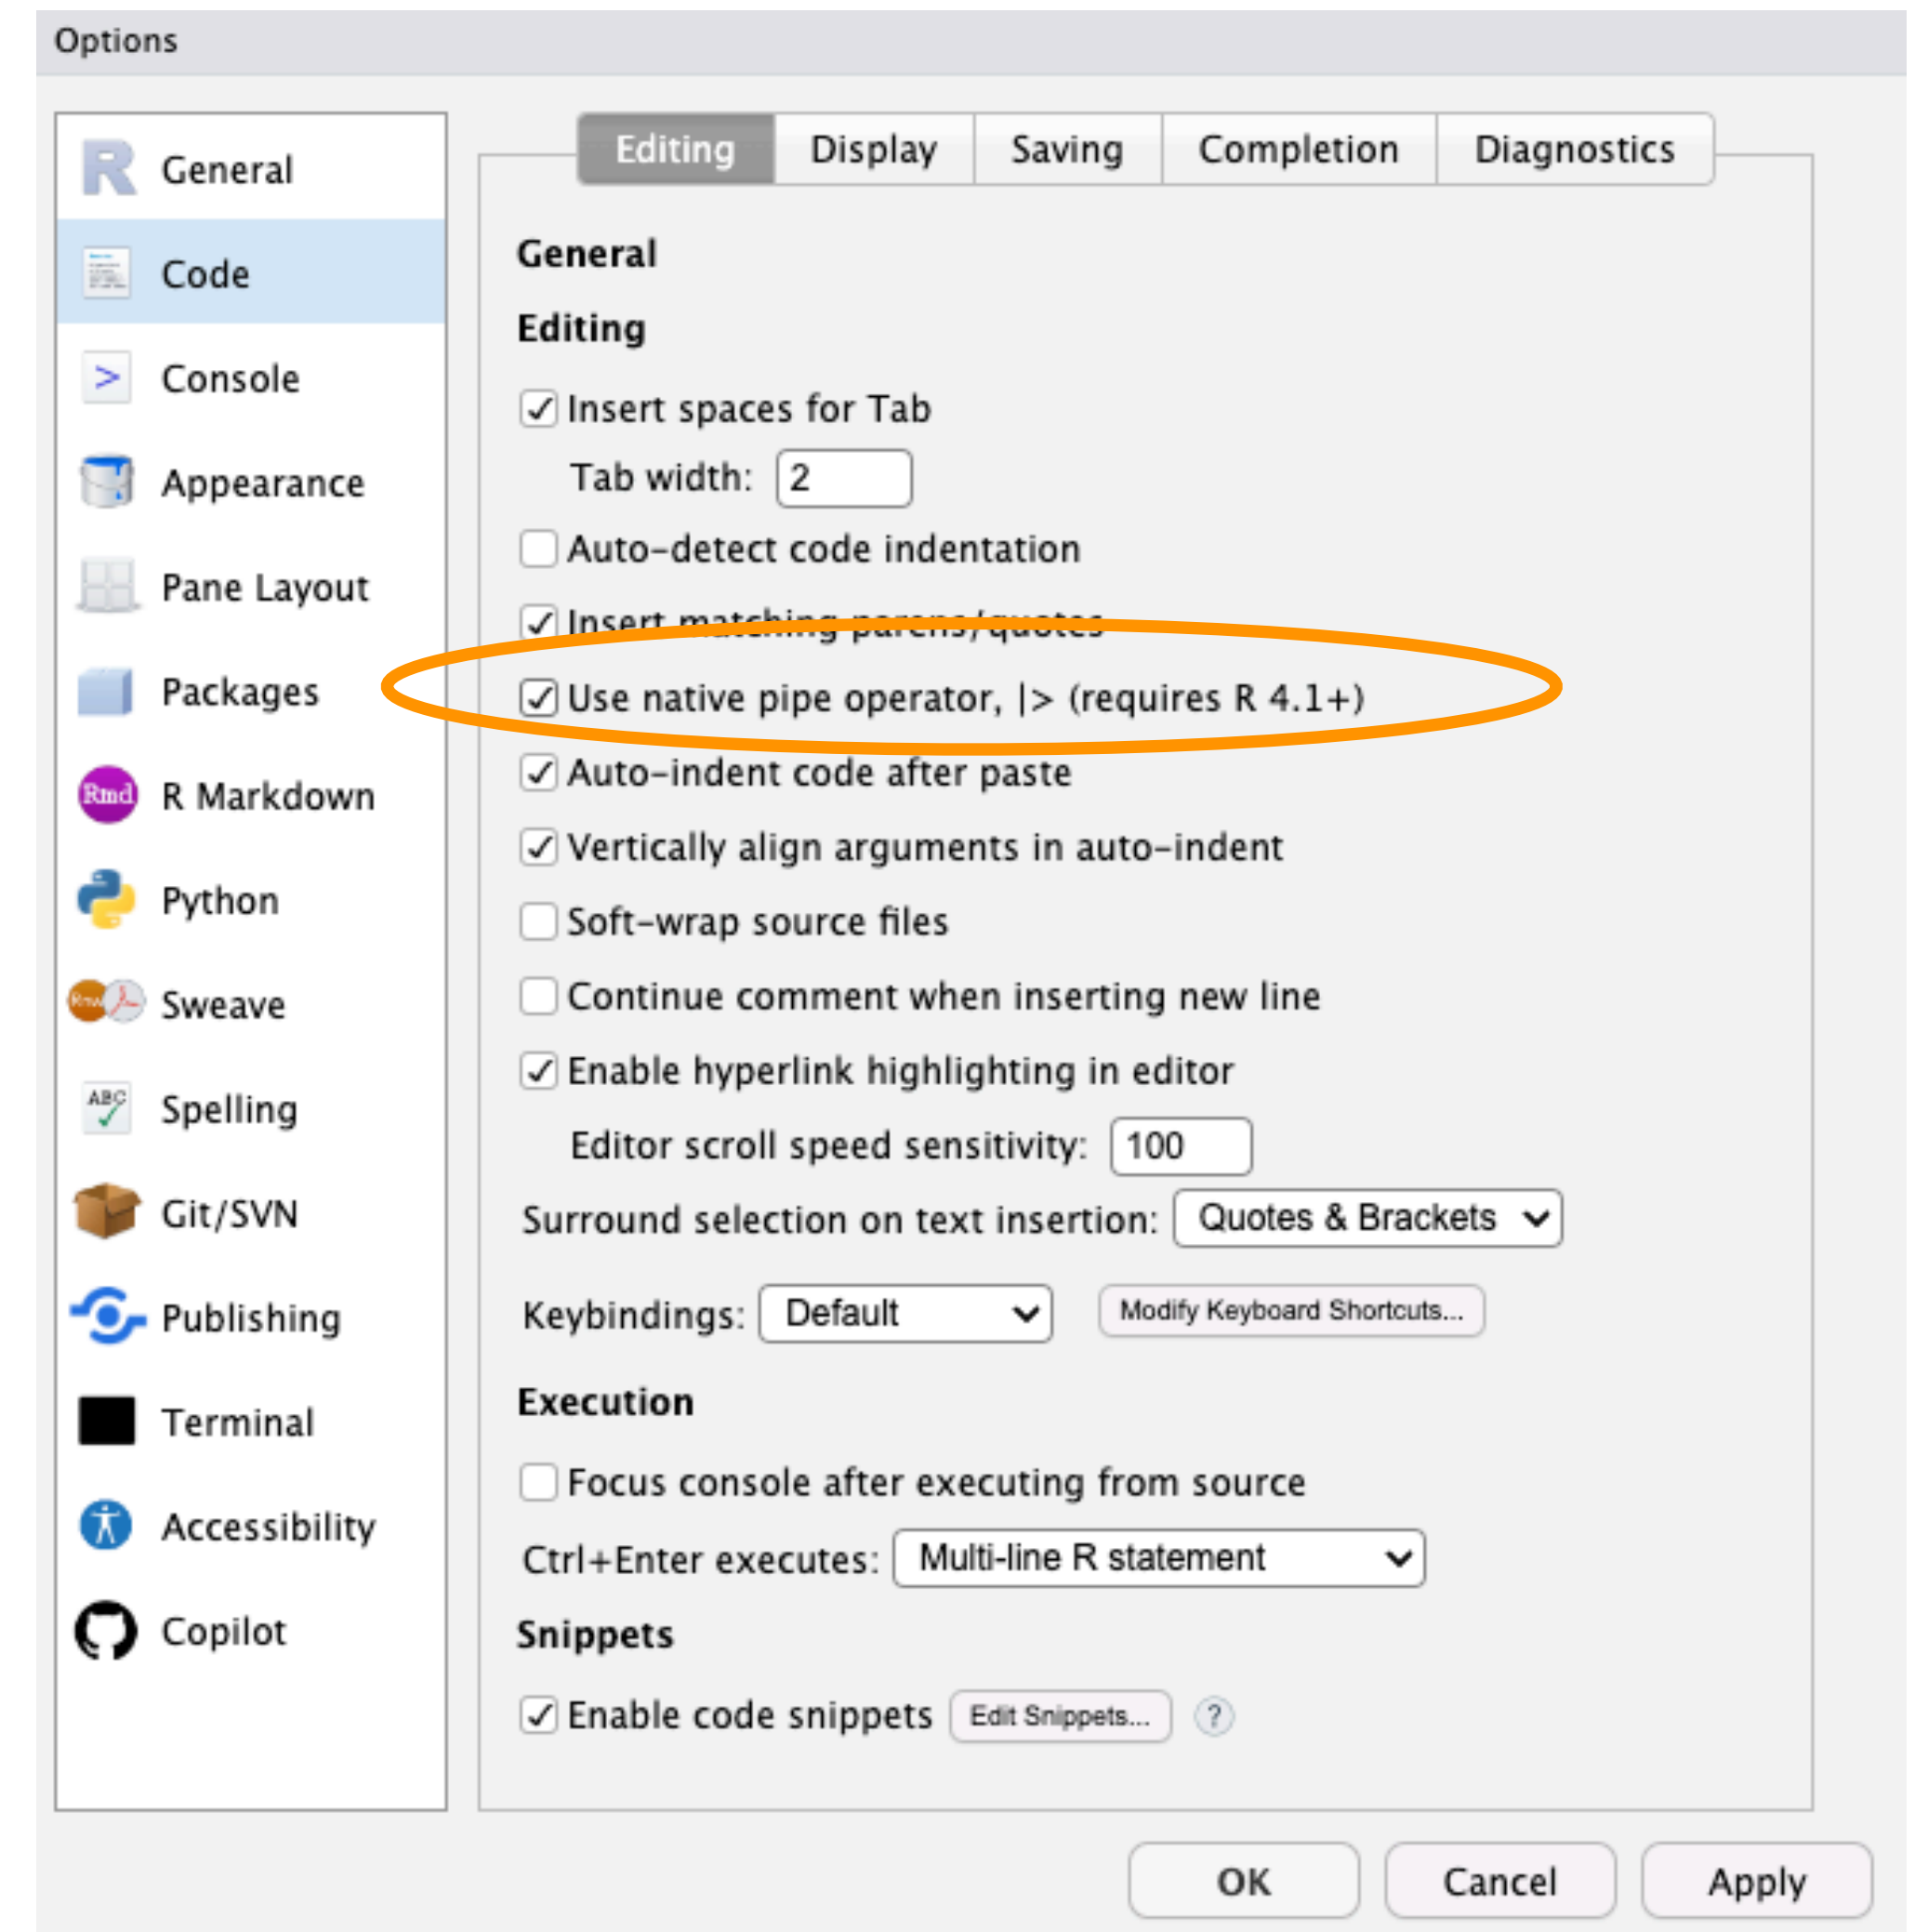 Options
General
Code
Console
Appearance
Pane Layout
Packages
Rmd R Markdown
Python
Rnw Sweave
ABC Spelling
Git/SVN
Publishing
Terminal
Accessibility
Copilot
Editing Display Saving Completion Diagnostics
General
Editing
Insert spaces for Tab
Tab width: 2
Auto-detect code indentation
Insert matching parens/quotes
Use native pipe operator, |> (requires R 4.1+)
Auto-indent code after paste
Vertically align arguments in auto-indent
Soft-wrap source files
Continue comment when inserting new line
Enable hyperlink highlighting in editor
Editor scroll speed sensitivity: 100
Surround selection on text insertion: Quotes & Brackets
Keybindings: Default Modify Keyboard Shortcuts...
Execution
Focus console after executing from source
Ctrl+Enter executes: Multi-line R statement
Snippets
Enable code snippets Edit Snippets... ?
OK Cancel Apply